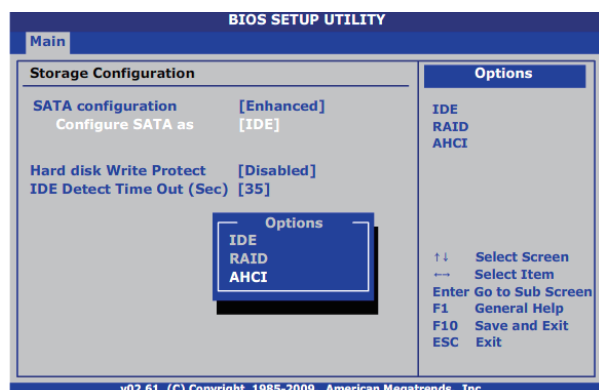 BIOS SETUP UTILITY
Main
Storage Configuration
SATA configuration [Enhanced]
Configure SATA as [IDE]
Hard disk Write Protect [Disabled]
IDE Detect Time Out (Sec) [35]
Options
IDE
RAID
AHCI
Options
IDE
RAID
AHCI
↑↓ Select Screen
←→ Select Item
Enter Go to Sub Screen
F1 General Help
F10 Save and Exit
ESC Exit
v02.61 (C) Copyright 1985-2009, American Megatrends, Inc.